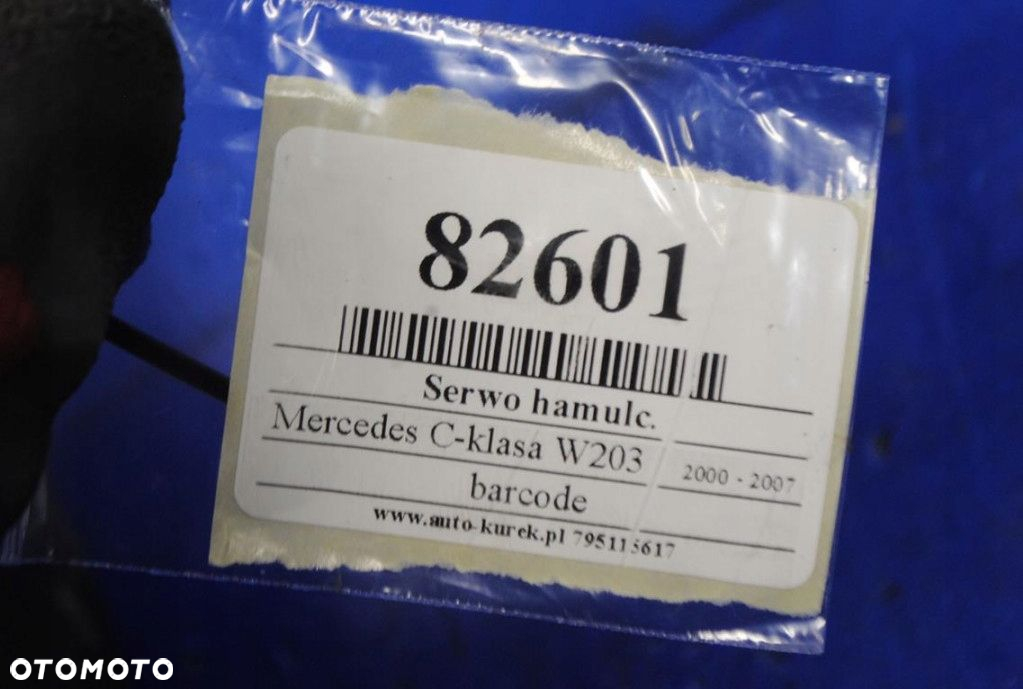 82601
Serwo hamulc.
Mercedes C-klasa W203 2000 - 2007
barcode
www.auto-kurek.pl 795115617
OTOMOTO